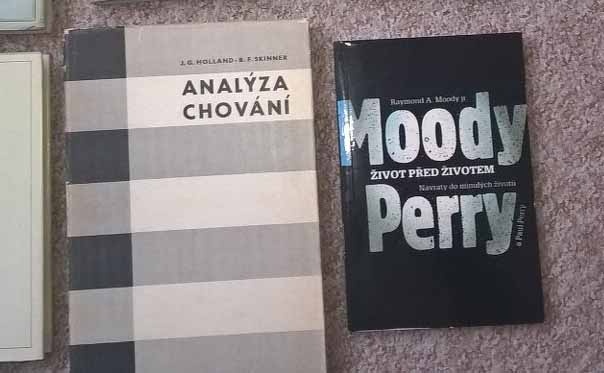 J. G. HOLLAND - B. F. SKINNER
ANALÝZA
CHOVÁNÍ
Raymond A. Moody jr.
Moody
ŽIVOT PŘED ŽIVOTEM
Návraty do minulých životů
Perry
a Paul Perry